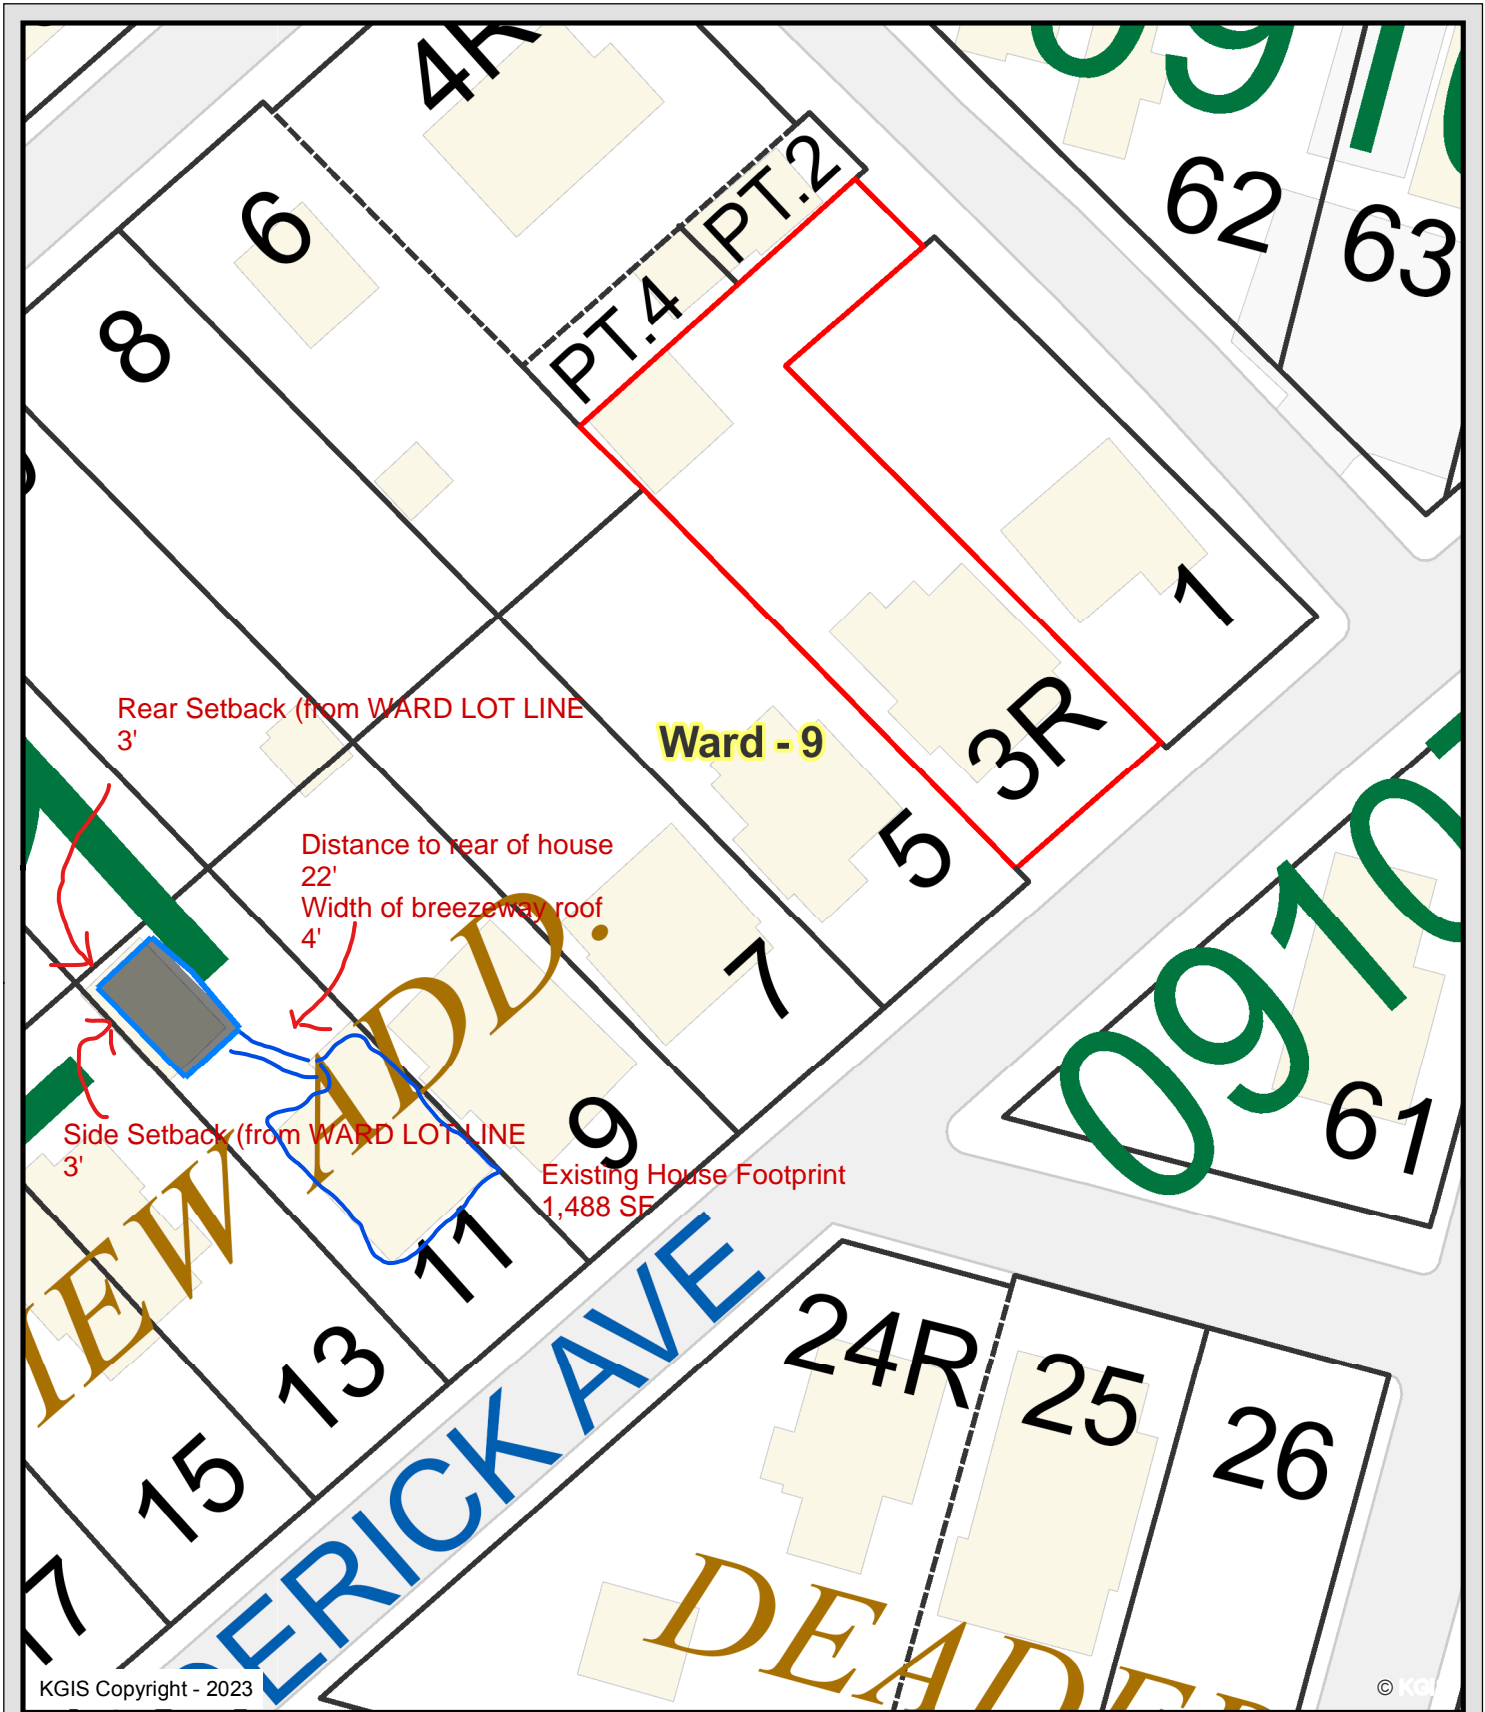 4R
0910
PT.2
62
63
6
PT.4
8
1
3R
Rear Setback (from WARD LOT LINE
3'
Ward - 9
Distance to rear of house
22'
Width of breezeway roof
4'
5
7
ADD.
0910
61
9
Side Setback (from WARD LOT LINE
3'
Existing House Footprint
1,488 SF
11
IEW
13
24R
25
26
15
ERICK AVE
17
DEADER
KGIS Copyright - 2023
© KGIS